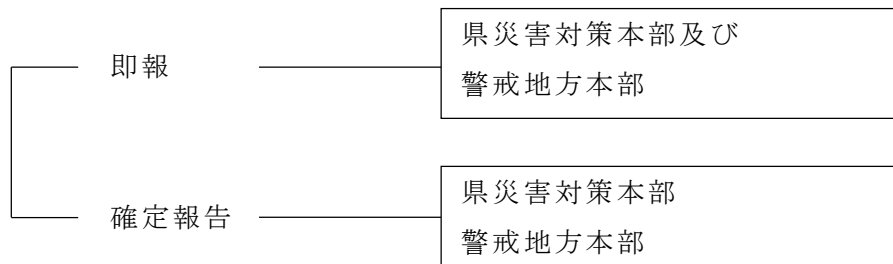 即報
県災害対策本部及び
警戒地方本部
確定報告
県災害対策本部
警戒地方本部